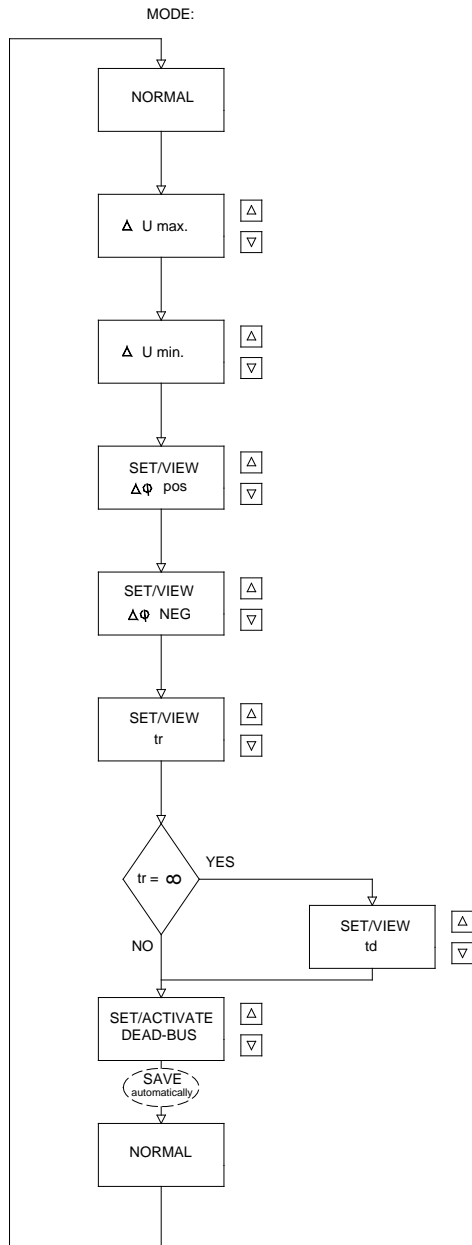 MODE:
NORMAL
Δ U max.
Δ U min.
SET/VIEW
Δφ pos
SET/VIEW
Δφ NEG
SET/VIEW
tr
tr = ∞
YES
NO
SET/VIEW
td
SET/ACTIVATE
DEAD-BUS
SAVE
automatically
NORMAL